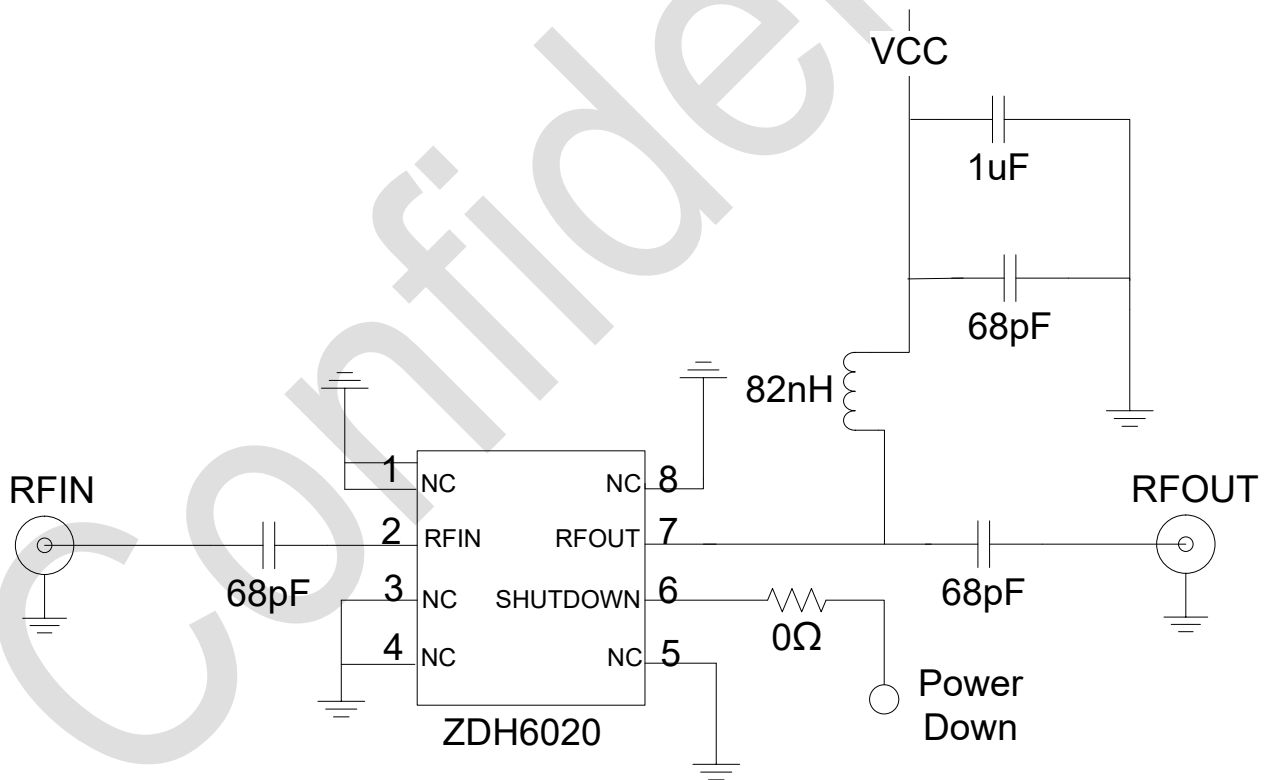 VCC
1uF
68pF
82nH
RFIN
68pF
1
NC
2
RFIN
3
NC
4
NC
NC
8
RFOUT
7
SHUTDOWN
6
NC
5
ZDH6020
0Ω
Power
Down
68pF
RFOUT
Confiden